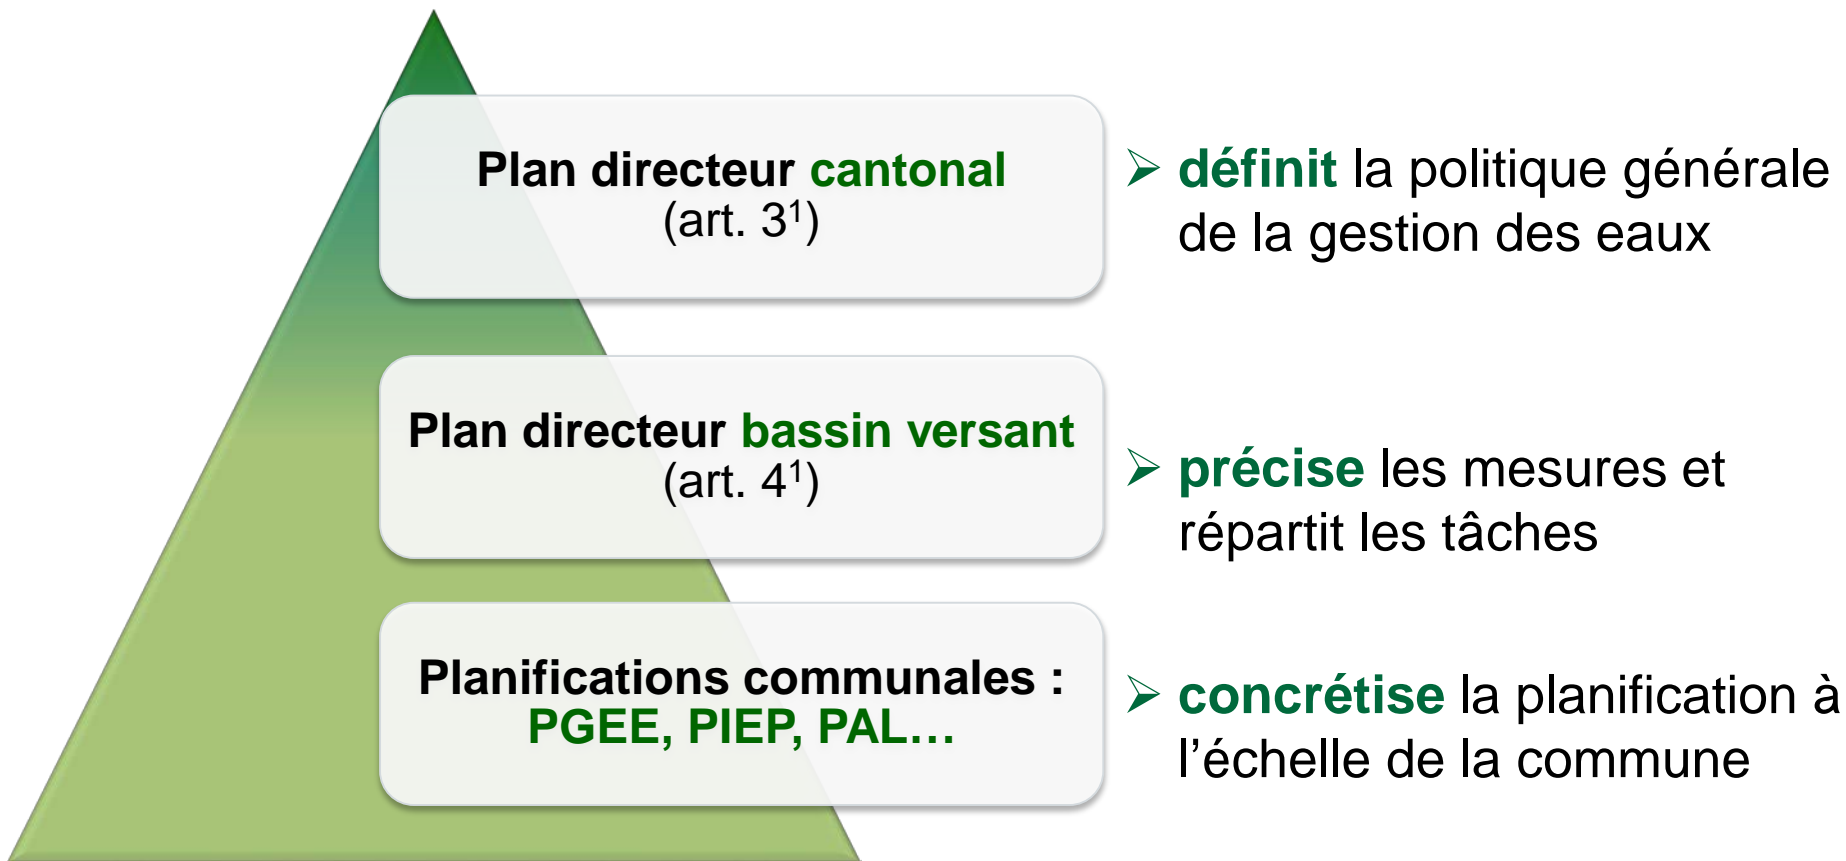 Plan directeur cantonal
(art. 3¹)
➢ définit la politique générale
de la gestion des eaux
Plan directeur bassin versant
(art. 4¹)
➢ précise les mesures et
répartit les tâches
Planifications communales :
PGEE, PIEP, PAL…
➢ concrétise la planification à
l’échelle de la commune